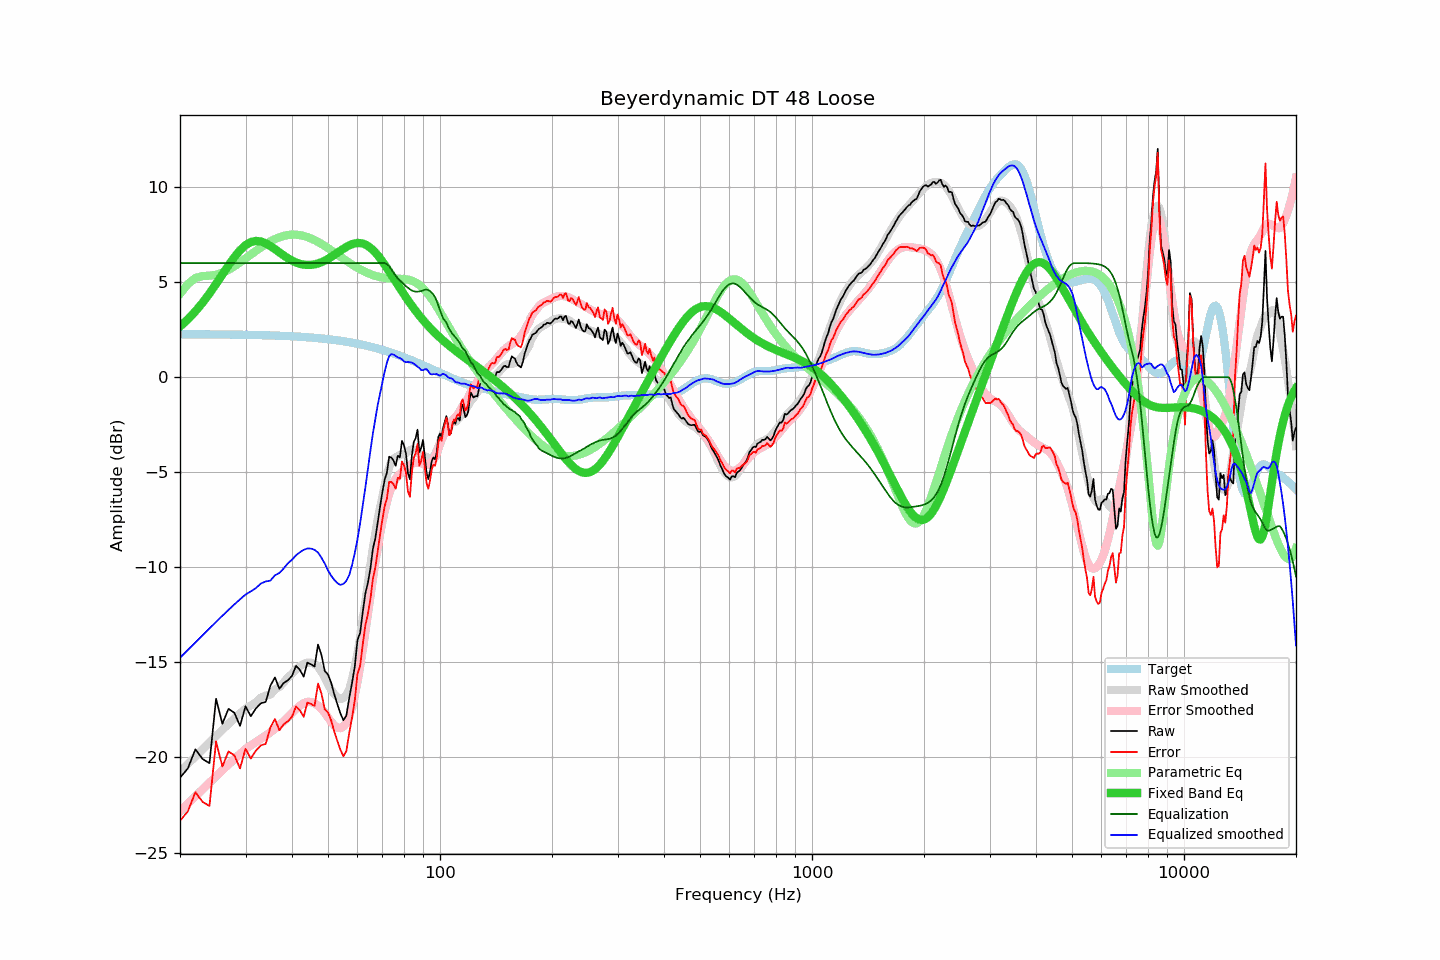 Beyerdynamic DT 48 Loose
10
5
0
−5
−10
−15
−20
−25
Amplitude (dBr)
100
1000
10000
Frequency (Hz)
Target
Raw Smoothed
Error Smoothed
Raw
Error
Parametric Eq
Fixed Band Eq
Equalization
Equalized smoothed